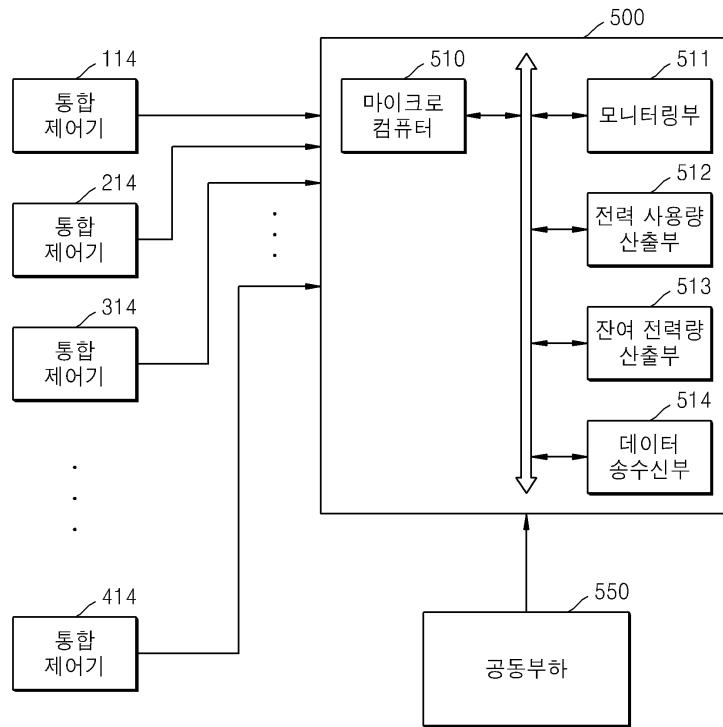 500
114
통합
제어기
214
통합
제어기
314
통합
제어기
414
통합
제어기
510
마이크로
컴퓨터
511
모니터링부
512
전력 사용량
산출부
513
잔여 전력량
산출부
514
데이터
송수신부
550
공동부하